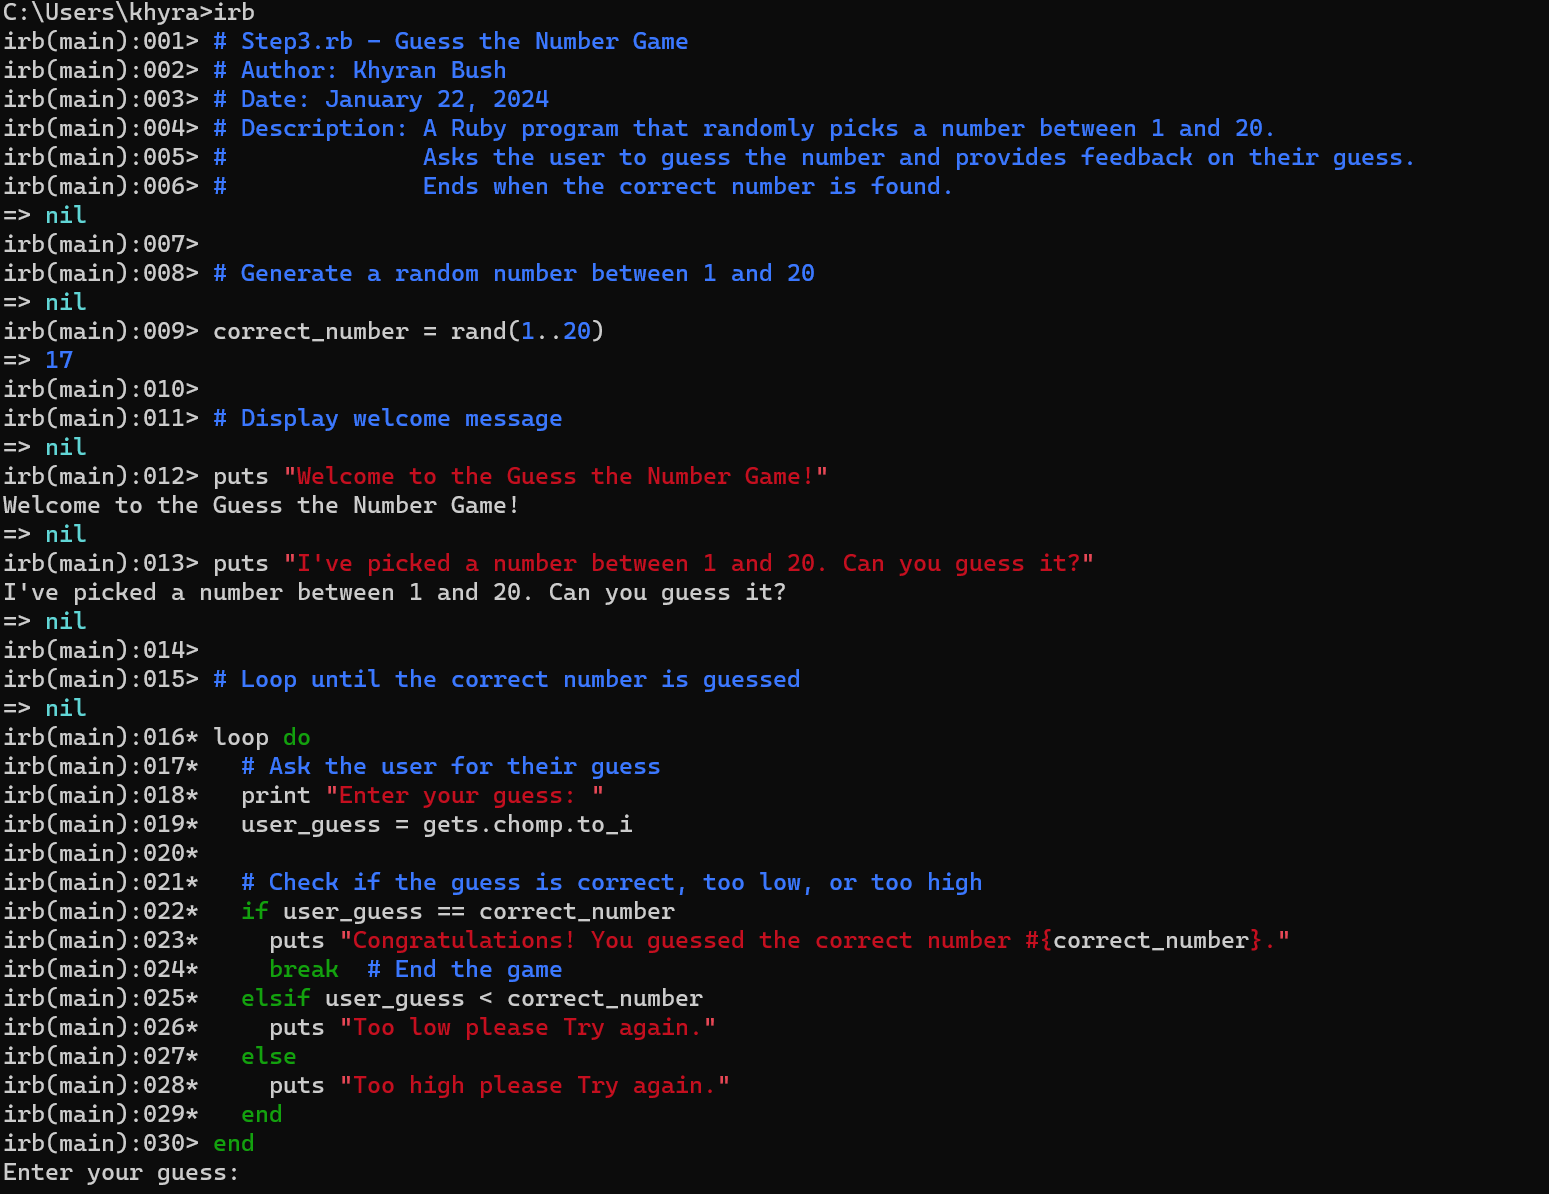 C:\Users\khyra>irb
irb(main):001> # Step3.rb - Guess the Number Game
irb(main):002> # Author: Khyran Bush
irb(main):003> # Date: January 22, 2024
irb(main):004> # Description: A Ruby program that randomly picks a number between 1 and 20.
irb(main):005> #              Asks the user to guess the number and provides feedback on their guess.
irb(main):006> #              Ends when the correct number is found.
=> nil
irb(main):007>
irb(main):008> # Generate a random number between 1 and 20
=> nil
irb(main):009> correct_number = rand(1..20)
=> 17
irb(main):010>
irb(main):011> # Display welcome message
=> nil
irb(main):012> puts "Welcome to the Guess the Number Game!"
Welcome to the Guess the Number Game!
=> nil
irb(main):013> puts "I've picked a number between 1 and 20. Can you guess it?"
I've picked a number between 1 and 20. Can you guess it?
=> nil
irb(main):014>
irb(main):015> # Loop until the correct number is guessed
=> nil
irb(main):016* loop do
irb(main):017*   # Ask the user for their guess
irb(main):018*   print "Enter your guess: "
irb(main):019*   user_guess = gets.chomp.to_i
irb(main):020*
irb(main):021*   # Check if the guess is correct, too low, or too high
irb(main):022*   if user_guess == correct_number
irb(main):023*     puts "Congratulations! You guessed the correct number #{correct_number}."
irb(main):024*     break  # End the game
irb(main):025*   elsif user_guess < correct_number
irb(main):026*     puts "Too low please Try again."
irb(main):027*   else
irb(main):028*     puts "Too high please Try again."
irb(main):029*   end
irb(main):030> end
Enter your guess: